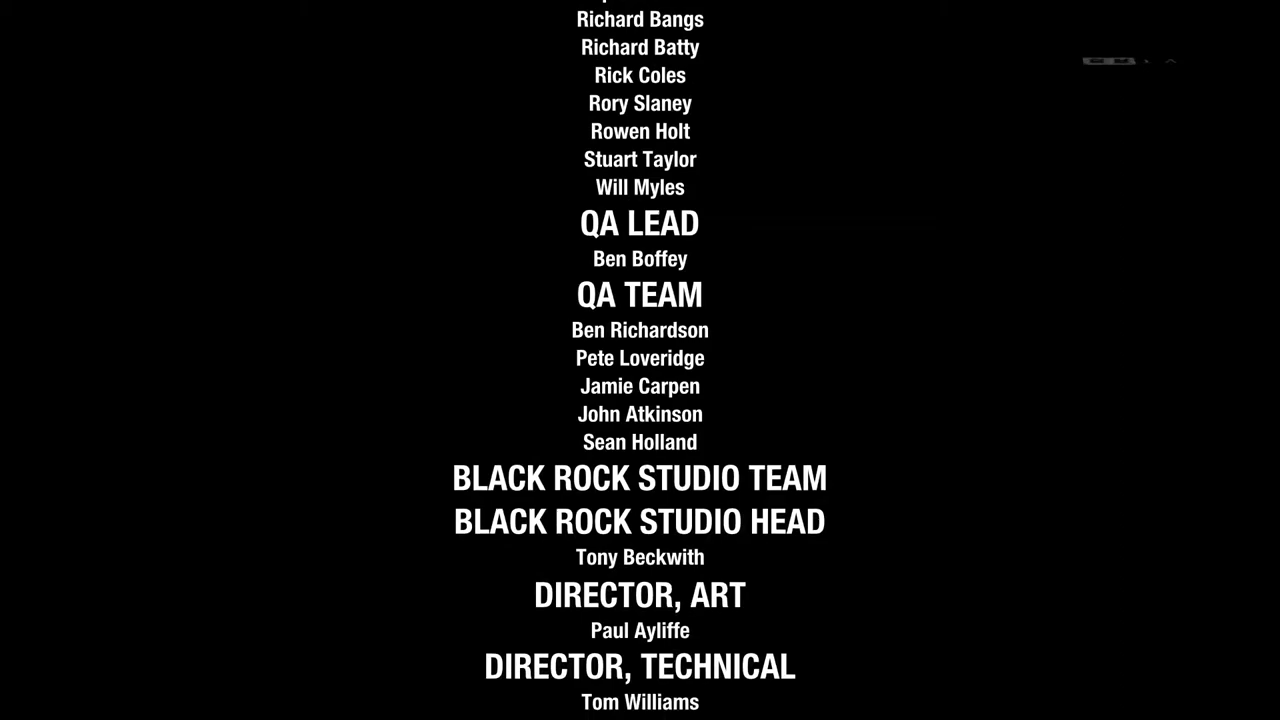 Richard Bangs
Richard Batty
Rick Coles
Rory Slaney
Rowen Holt
Stuart Taylor
Will Myles
QA LEAD
Ben Boffey
QA TEAM
Ben Richardson
Pete Loveridge
Jamie Carpen
John Atkinson
Sean Holland
BLACK ROCK STUDIO TEAM
BLACK ROCK STUDIO HEAD
Tony Beckwith
DIRECTOR, ART
Paul Ayliffe
DIRECTOR, TECHNICAL
Tom Williams